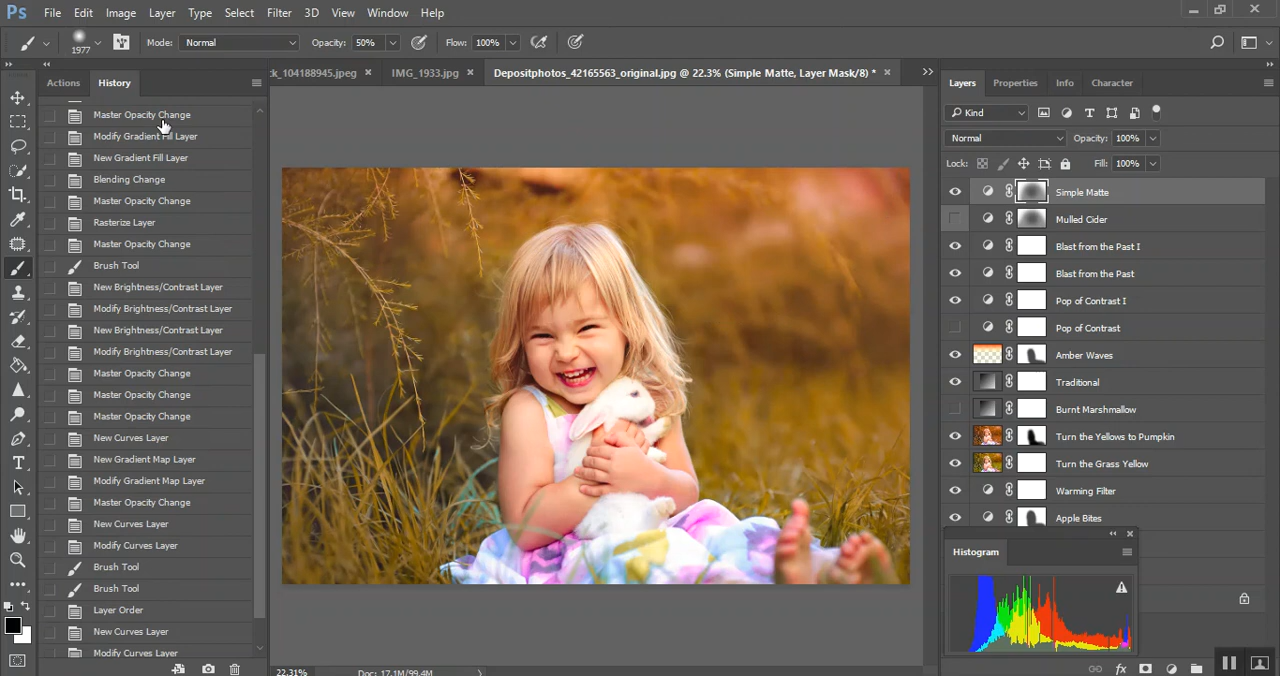 Ps File Edit Image Layer Type Select Filter 3D View Window Help
1977 Mode: Normal Opacity: 50% Flow: 100%
Actions History
ck_104188945.jpeg × IMG_1933.jpg × Depositphotos_42165563_original.jpg @ 22.3% (Simple Matte, Layer Mask/8) * ×
Layers Properties Info Character
Master Opacity Change
Modify Gradient Fill Layer
New Gradient Fill Layer
Blending Change
Master Opacity Change
Rasterize Layer
Master Opacity Change
Brush Tool
New Brightness/Contrast Layer
Modify Brightness/Contrast Layer
New Brightness/Contrast Layer
Modify Brightness/Contrast Layer
Master Opacity Change
Master Opacity Change
Master Opacity Change
New Curves Layer
New Gradient Map Layer
Modify Gradient Map Layer
Master Opacity Change
New Curves Layer
Modify Curves Layer
Brush Tool
Brush Tool
Layer Order
New Curves Layer
Modify Curves Layer
22.31% Doc: 17.1M/99.4M
Kind
Normal Opacity: 100%
Lock: Fill: 100%
Simple Matte
Mulled Cider
Blast from the Past I
Blast from the Past
Pop of Contrast I
Pop of Contrast
Amber Waves
Traditional
Burnt Marshmallow
Turn the Yellows to Pumpkin
Turn the Grass Yellow
Warming Filter
Apple Bites
Histogram
fx